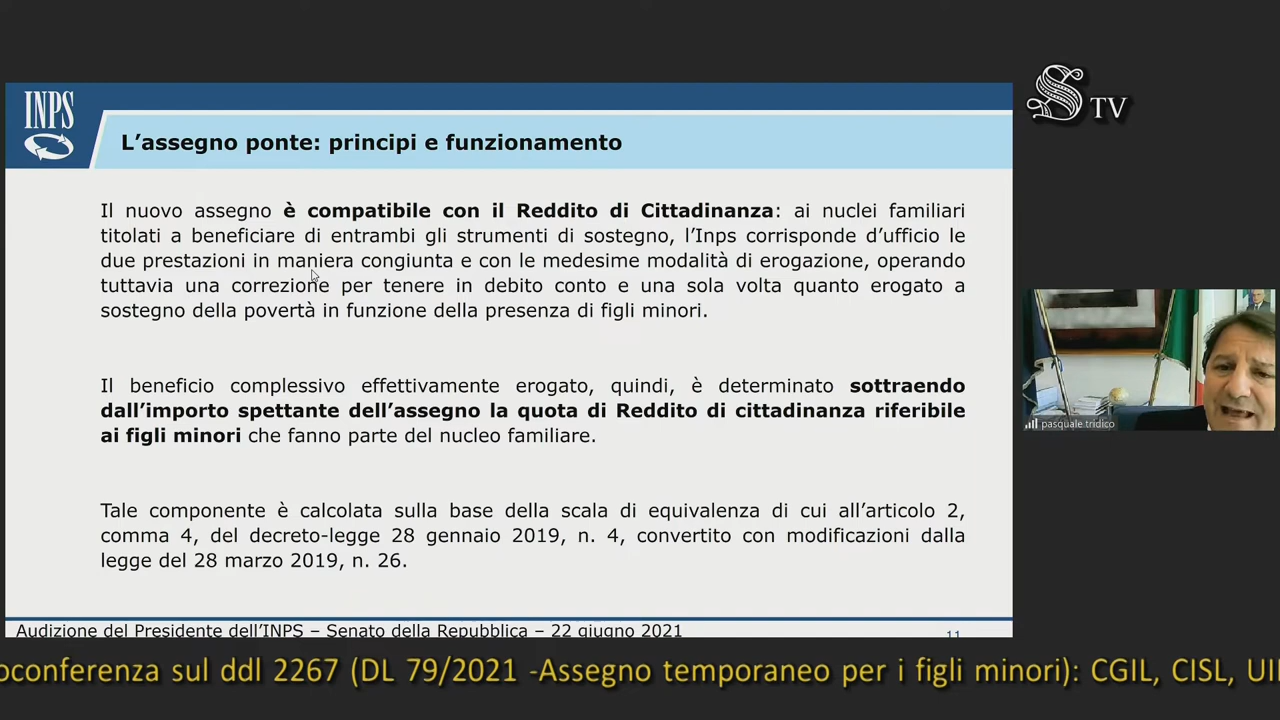 INPS
L'assegno ponte: principi e funzionamento
Il nuovo assegno è compatibile con il Reddito di Cittadinanza: ai nuclei familiari
titolati a beneficiare di entrambi gli strumenti di sostegno, l'Inps corrisponde d'ufficio le
due prestazioni in maniera congiunta e con le medesime modalità di erogazione, operando
tuttavia una correzione per tenere in debito conto e una sola volta quanto erogato a
sostegno della povertà in funzione della presenza di figli minori.
Il beneficio complessivo effettivamente erogato, quindi, è determinato sottraendo
dall'importo spettante dell'assegno la quota di Reddito di cittadinanza riferibile
ai figli minori che fanno parte del nucleo familiare.
Tale componente è calcolata sulla base della scala di equivalenza di cui all'articolo 2,
comma 4, del decreto-legge 28 gennaio 2019, n. 4, convertito con modificazioni dalla
legge del 28 marzo 2019, n. 26.
Audizione del Presidente dell'INPS – Senato della Repubblica – 22 giugno 2021
11
S TV
pasquale tridico
oconferenza sul ddl 2267 (DL 79/2021 -Assegno temporaneo per i figli minori): CGIL, CISL, UI